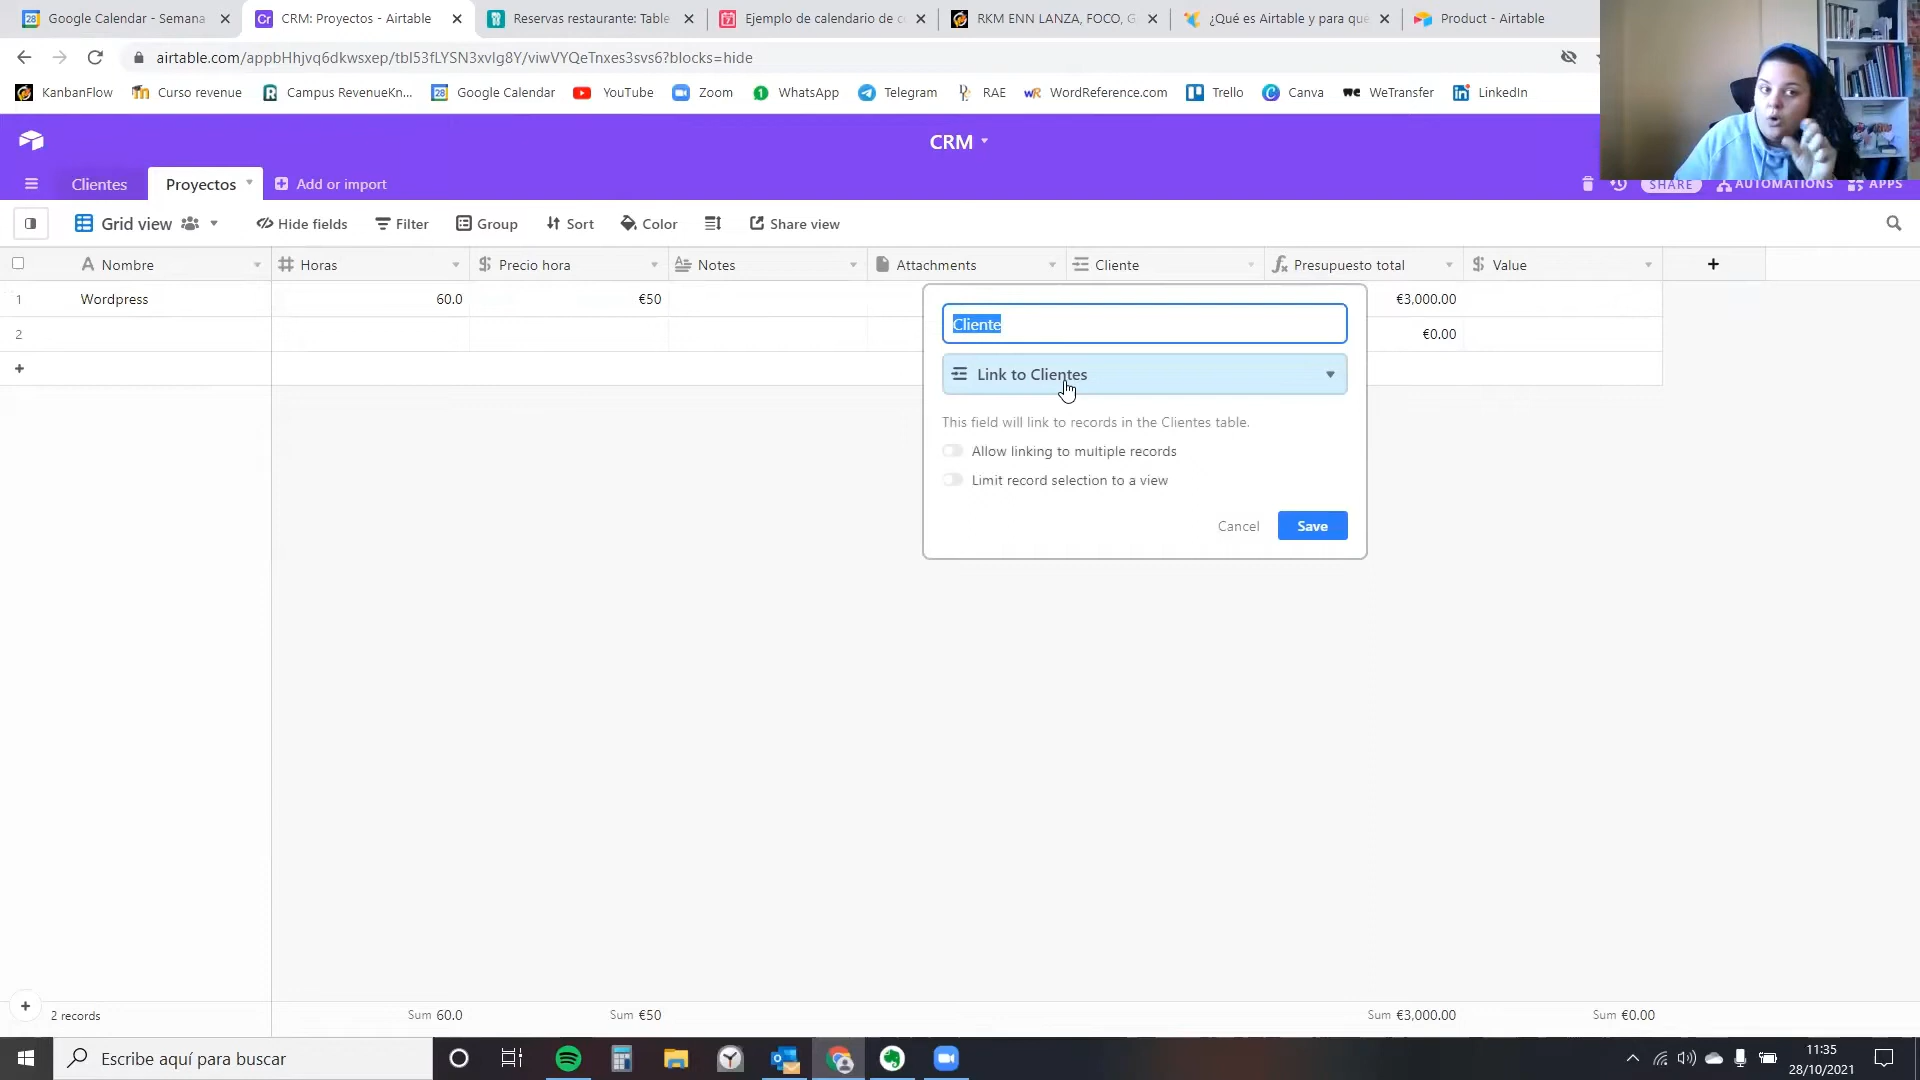 Google Calendar - Semana
CRM: Proyectos - Airtable
Reservas restaurante: Table
Ejemplo de calendario de c
RKM ENN LANZA, FOCO, G
¿Qué es Airtable y para qué
Product - Airtable
airtable.com/appbHhjvq6dkwsxep/tbl53fLYSN3xvIg8Y/viwVYQeTnxes3svs6?blocks=hide
KanbanFlow
Curso revenue
Campus RevenueKn...
Google Calendar
YouTube
Zoom
WhatsApp
Telegram
RAE
WordReference.com
Trello
Canva
WeTransfer
LinkedIn
CRM
Clientes
Proyectos
Add or import
SHARE
AUTOMATIONS
APPS
Grid view
Hide fields
Filter
Group
Sort
Color
Share view
Nombre
Horas
Precio hora
Notes
Attachments
Cliente
Presupuesto total
Value
1
Wordpress
60.0
€50
€3,000.00
2
€0.00
Cliente
Link to Clientes
This field will link to records in the Clientes table.
Allow linking to multiple records
Limit record selection to a view
Cancel
Save
2 records
Sum 60.0
Sum €50
Sum €3,000.00
Sum €0.00
Escribe aquí para buscar
11:35
28/10/2021